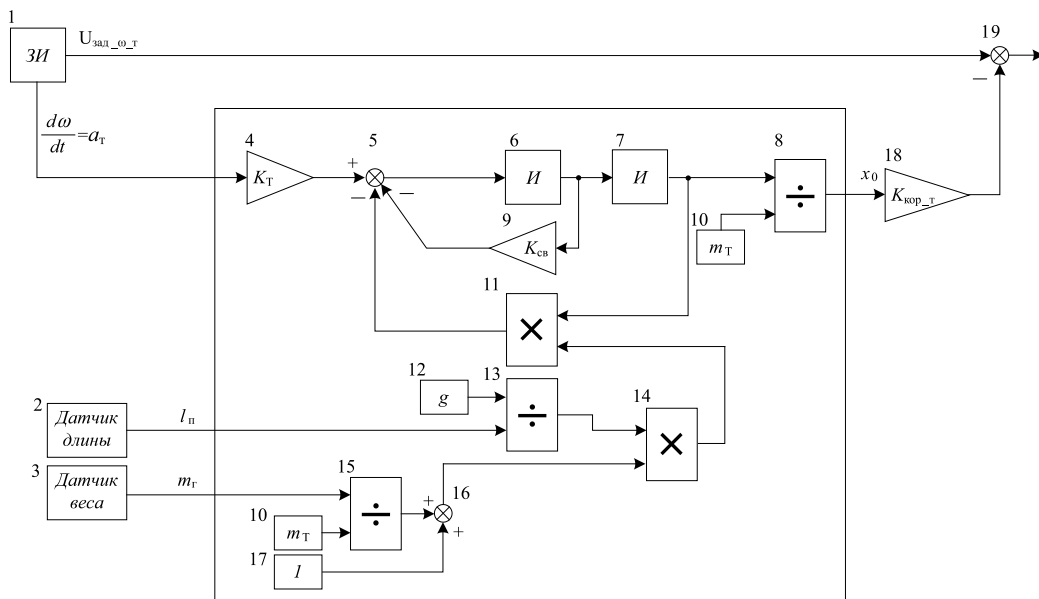 1
ЗИ
Uзад_ω_т
19
−
dω/dt=aт
4
Kт
+
5
−
−
6
И
7
И
8
÷
x0
18
Kкор_т
9
Kсв
10
mТ
11
×
12
g
13
÷
14
×
2
Датчик
длины
lп
3
Датчик
веса
mг
15
÷
+
16
+
10
mТ
17
1